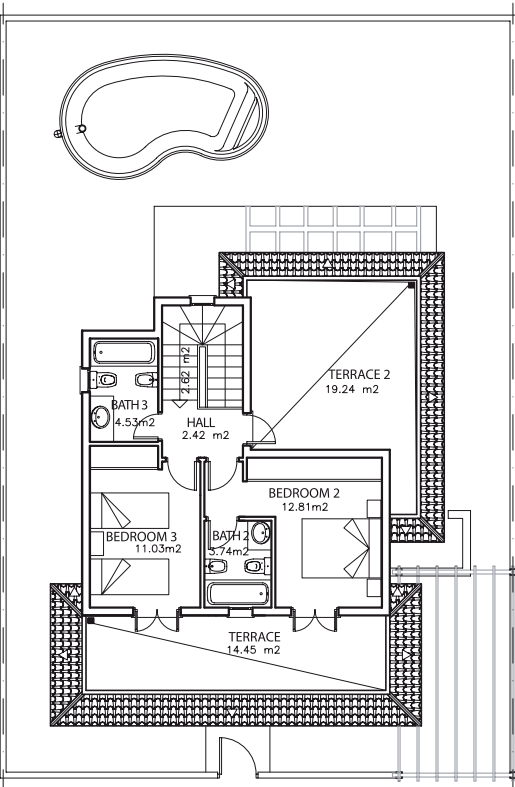 2.62 m2
TERRACE 2
19.24 m2
BATH 3
4.53m2
HALL
2.42 m2
BEDROOM 2
12.81m2
BEDROOM 3
11.03m2
BATH 2
3.74m2
TERRACE
14.45 m2